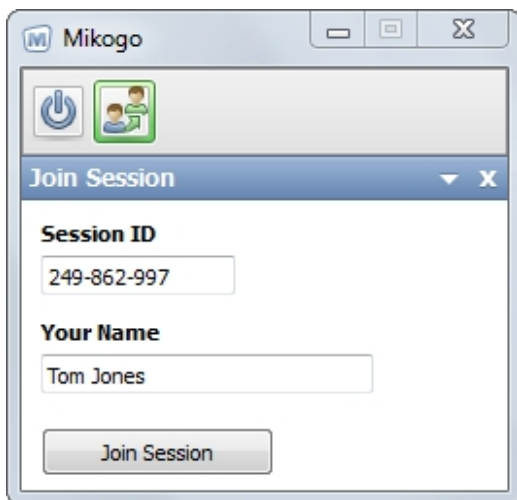 Mikogo
Join Session
Session ID
249-862-997
Your Name
Tom Jones
Join Session